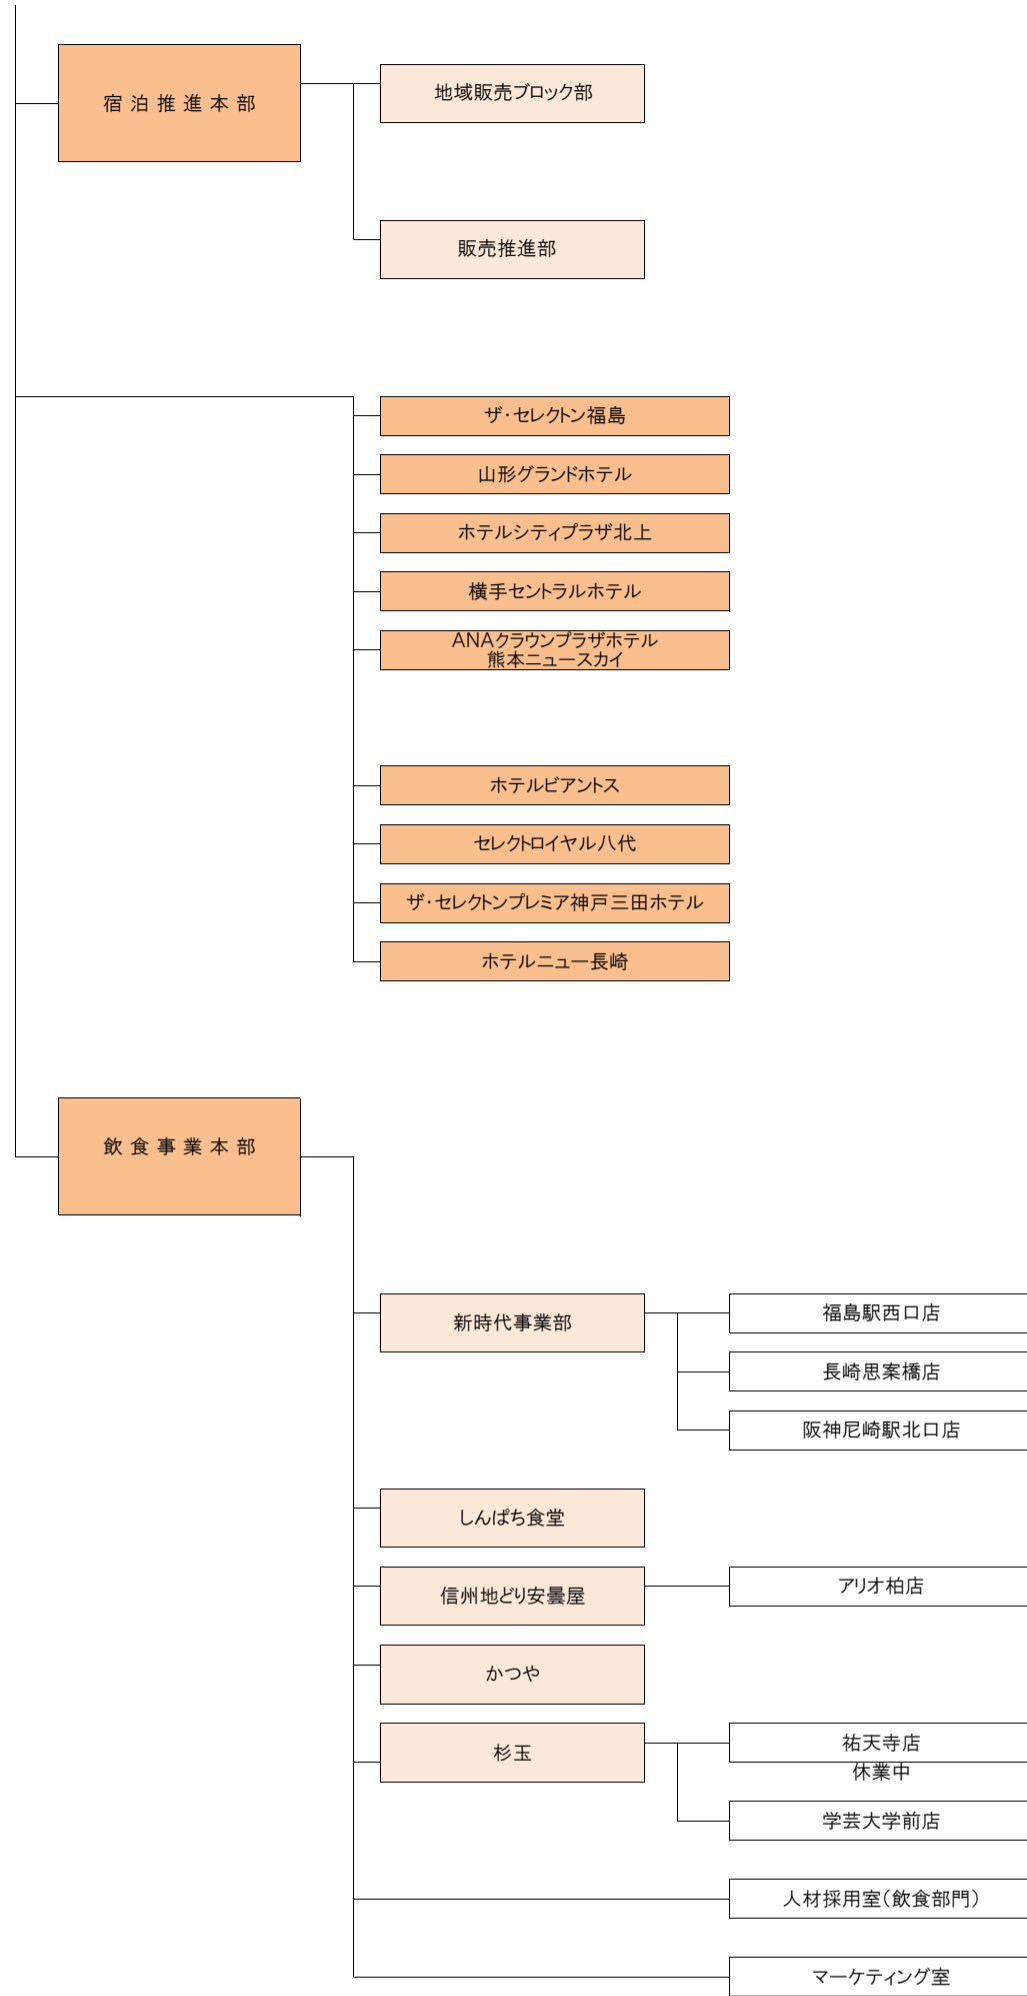 宿泊推進本部
地域販売ブロック部
販売推進部
ザ・セレクトン福島
山形グランドホテル
ホテルシティプラザ北上
横手セントラルホテル
ANAクラウンプラザホテル
熊本ニュースカイ
ホテルビアントス
セレクトロイヤル八代
ザ・セレクトンプレミア神戸三田ホテル
ホテルニュー長崎
飲食事業本部
新時代事業部
福島駅西口店
長崎思案橋店
阪神尼崎駅北口店
しんぱち食堂
信州地どり安曇屋
アリオ柏店
かつや
杉玉
祐天寺店
休業中
学芸大学前店
人材採用室(飲食部門)
マーケティング室